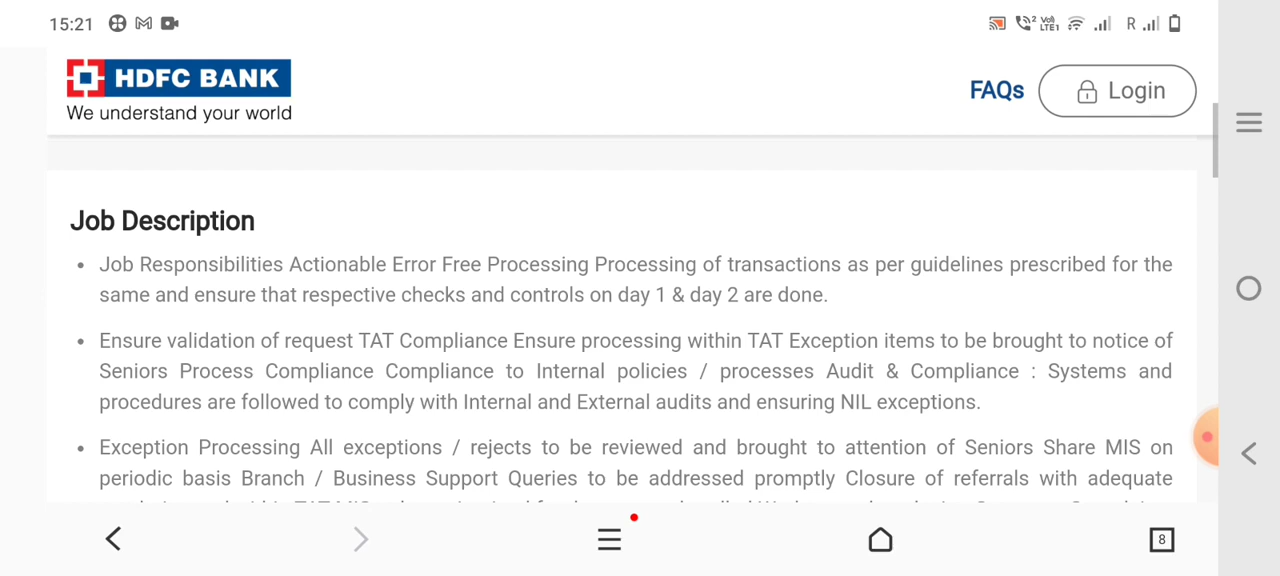 15:21
R
HDFC BANK
We understand your world
FAQs
Login
Job Description
• Job Responsibilities Actionable Error Free Processing Processing of transactions as per guidelines prescribed for the
same and ensure that respective checks and controls on day 1 & day 2 are done.
• Ensure validation of request TAT Compliance Ensure processing within TAT Exception items to be brought to notice of
Seniors Process Compliance Compliance to Internal policies / processes Audit & Compliance : Systems and
procedures are followed to comply with Internal and External audits and ensuring NIL exceptions.
• Exception Processing All exceptions / rejects to be reviewed and brought to attention of Seniors Share MIS on
periodic basis Branch / Business Support Queries to be addressed promptly Closure of referrals with adequate
8